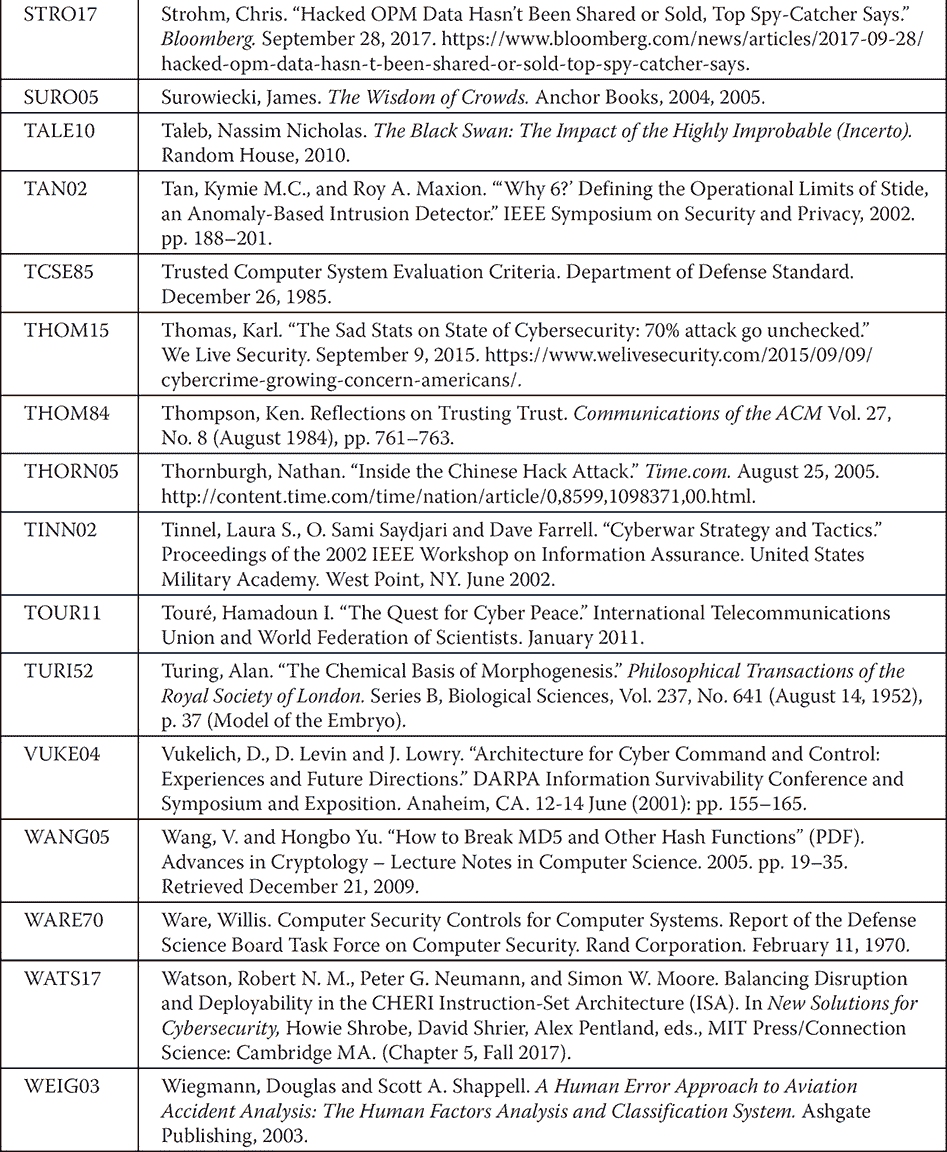 STRO17 Strohm, Chris. “Hacked OPM Data Hasn’t Been Shared or Sold, Top Spy-Catcher Says.”
Bloomberg. September 28, 2017. https://www.bloomberg.com/news/articles/2017-09-28/
hacked-opm-data-hasn-t-been-shared-or-sold-top-spy-catcher-says.
SURO05 Surowiecki, James. The Wisdom of Crowds. Anchor Books, 2004, 2005.
TALE10 Taleb, Nassim Nicholas. The Black Swan: The Impact of the Highly Improbable (Incerto).
Random House, 2010.
TAN02 Tan, Kymie M.C., and Roy A. Maxion. “‘Why 6?’ Defining the Operational Limits of Stide,
an Anomaly-Based Intrusion Detector.” IEEE Symposium on Security and Privacy, 2002.
pp. 188–201.
TCSE85 Trusted Computer System Evaluation Criteria. Department of Defense Standard.
December 26, 1985.
THOM15 Thomas, Karl. “The Sad Stats on State of Cybersecurity: 70% attack go unchecked.”
We Live Security. September 9, 2015. https://www.welivesecurity.com/2015/09/09/
cybercrime-growing-concern-americans/.
THOM84 Thompson, Ken. Reflections on Trusting Trust. Communications of the ACM Vol. 27,
No. 8 (August 1984), pp. 761–763.
THORN05 Thornburgh, Nathan. “Inside the Chinese Hack Attack.” Time.com. August 25, 2005.
http://content.time.com/time/nation/article/0,8599,1098371,00.html.
TINN02 Tinnel, Laura S., O. Sami Saydjari and Dave Farrell. “Cyberwar Strategy and Tactics.”
Proceedings of the 2002 IEEE Workshop on Information Assurance. United States
Military Academy. West Point, NY. June 2002.
TOUR11 Touré, Hamadoun I. “The Quest for Cyber Peace.” International Telecommunications
Union and World Federation of Scientists. January 2011.
TURI52 Turing, Alan. “The Chemical Basis of Morphogenesis.” Philosophical Transactions of the
Royal Society of London. Series B, Biological Sciences, Vol. 237, No. 641 (August 14, 1952),
p. 37 (Model of the Embryo).
VUKE04 Vukelich, D., D. Levin and J. Lowry. “Architecture for Cyber Command and Control:
Experiences and Future Directions.” DARPA Information Survivability Conference and
Symposium and Exposition. Anaheim, CA. 12-14 June (2001): pp. 155–165.
WANG05 Wang, V. and Hongbo Yu. “How to Break MD5 and Other Hash Functions” (PDF).
Advances in Cryptology – Lecture Notes in Computer Science. 2005. pp. 19–35.
Retrieved December 21, 2009.
WARE70 Ware, Willis. Computer Security Controls for Computer Systems. Report of the Defense
Science Board Task Force on Computer Security. Rand Corporation. February 11, 1970.
WATS17 Watson, Robert N. M., Peter G. Neumann, and Simon W. Moore. Balancing Disruption
and Deployability in the CHERI Instruction-Set Architecture (ISA). In New Solutions for
Cybersecurity, Howie Shrobe, David Shrier, Alex Pentland, eds., MIT Press/Connection
Science: Cambridge MA. (Chapter 5, Fall 2017).
WEIG03 Wiegmann, Douglas and Scott A. Shappell. A Human Error Approach to Aviation
Accident Analysis: The Human Factors Analysis and Classification System. Ashgate
Publishing, 2003.